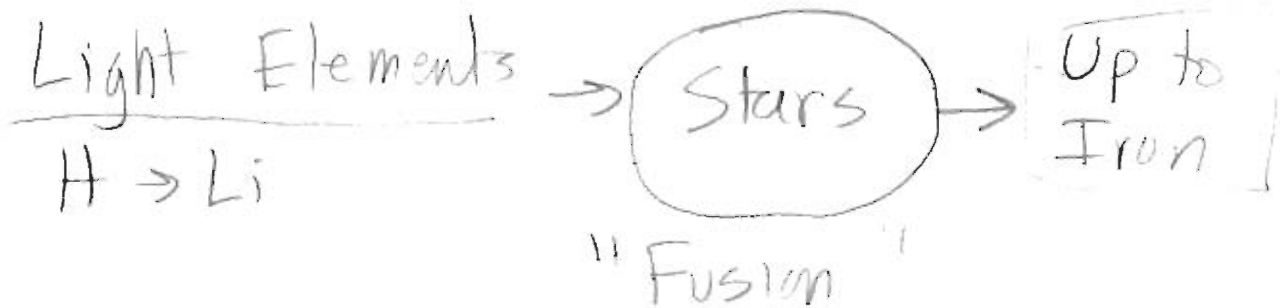 Light Elements
H → Li
→
Stars
"Fusion"
→
Up to
Iron